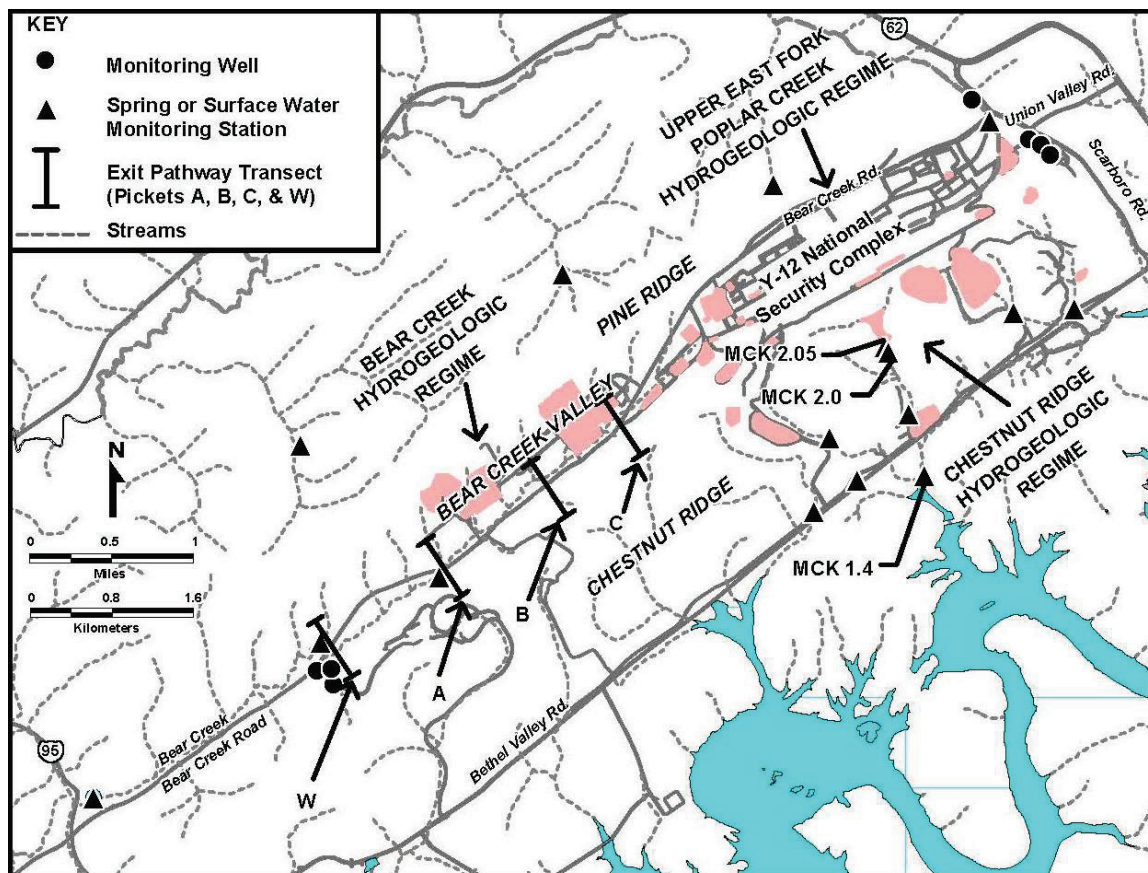 KEY
Monitoring Well
Spring or Surface Water
Monitoring Station
Exit Pathway Transect
(Pickets A, B, C, & W)
Streams
62
UPPER EAST FORK
POPLAR CREEK
HYDROGEOLOGIC REGIME
Union Valley Rd.
Scarboro Rd.
Bear Creek Rd.
Y-12 National
Security Complex
PINE RIDGE
BEAR CREEK
HYDROGEOLOGIC
REGIME
BEAR CREEK VALLEY
MCK 2.05
MCK 2.0
CHESTNUT RIDGE
HYDROGEOLOGIC
REGIME
N
0 0.5 1
Miles
0 0.8 1.6
Kilometers
C
CHESTNUT RIDGE
MCK 1.4
B
A
W
Bear Creek
Bear Creek Road
Bethel Valley Rd.
95